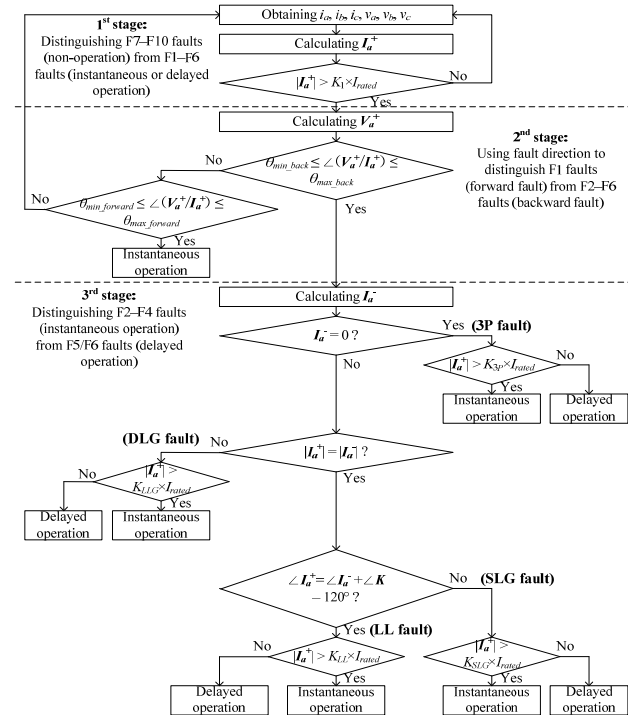 1st stage:
Distinguishing F7–F10 faults
(non-operation) from F1–F6
faults (instantaneous or delayed
operation)
Obtaining ia, ib, ic, va, vb, vc
Calculating Ia+
|Ia+| > K1×Irated
No
Yes
Calculating Va+
2nd stage:
Using fault direction to
distinguish F1 faults
(forward fault) from F2–F6
faults (backward fault)
θmin_back ≤ ∠(Va+/Ia+) ≤
θmax_back
No
Yes
θmin_forward ≤ ∠(Va+/Ia+) ≤
θmax_forward
No
Yes
Instantaneous
operation
3rd stage:
Distinguishing F2–F4 faults
(instantaneous operation)
from F5/F6 faults (delayed
operation)
Calculating Ia-
Ia- = 0 ?
Yes (3P fault)
No
|Ia+| > K3P×Irated
No
Yes
Instantaneous
operation
Delayed
operation
|Ia+| = |Ia-| ?
(DLG fault) No
Yes
|Ia+| >
KLLG×Irated
No
Yes
Delayed
operation
Instantaneous
operation
∠Ia+=∠Ia-+∠K
− 120° ?
No (SLG fault)
Yes (LL fault)
|Ia+| > KLL×Irated
No
Yes
Delayed
operation
Instantaneous
operation
|Ia+| >
KSLG×Irated
No
Yes
Instantaneous
operation
Delayed
operation